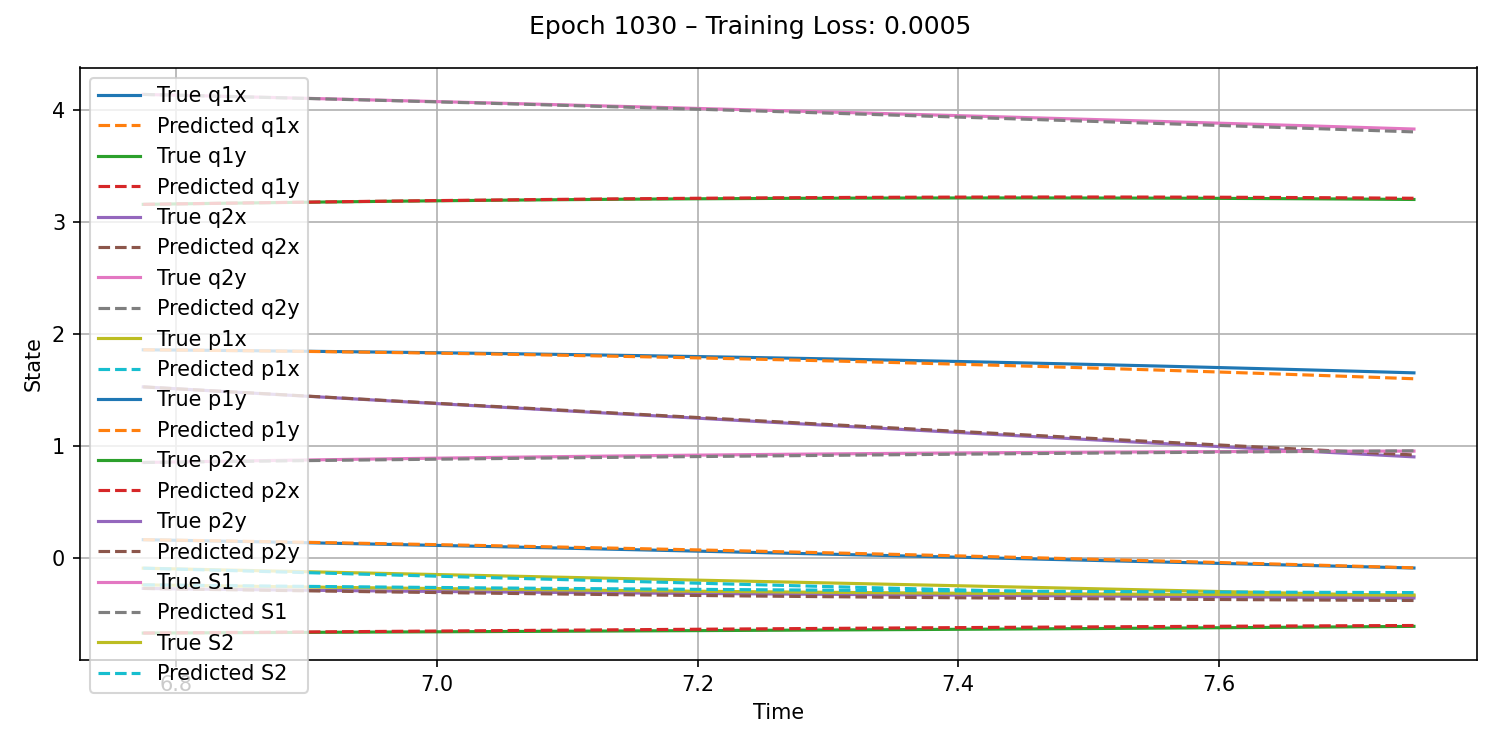 Epoch 1030 – Training Loss: 0.0005
True q1x
Predicted q1x
True q1y
Predicted q1y
True q2x
Predicted q2x
True q2y
Predicted q2y
True p1x
Predicted p1x
True p1y
Predicted p1y
True p2x
Predicted p2x
True p2y
Predicted p2y
True S1
Predicted S1
True S2
Predicted S2
4
3
2
1
0
State
6.8 7.0 7.2 7.4 7.6
Time